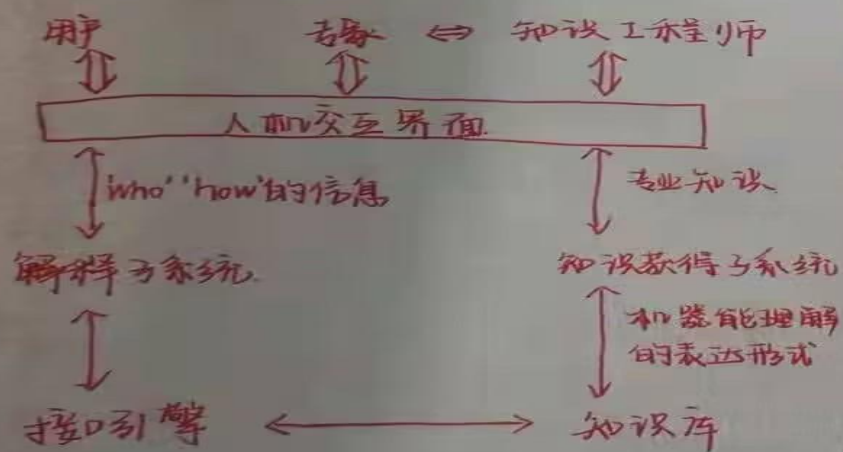 用户 专家 ⇔ 知识工程师
人机交互界面
"who""how"的信息 专业知识
解释子系统 知识获得子系统
机器能理解
的表达形式
接口引擎 知识库